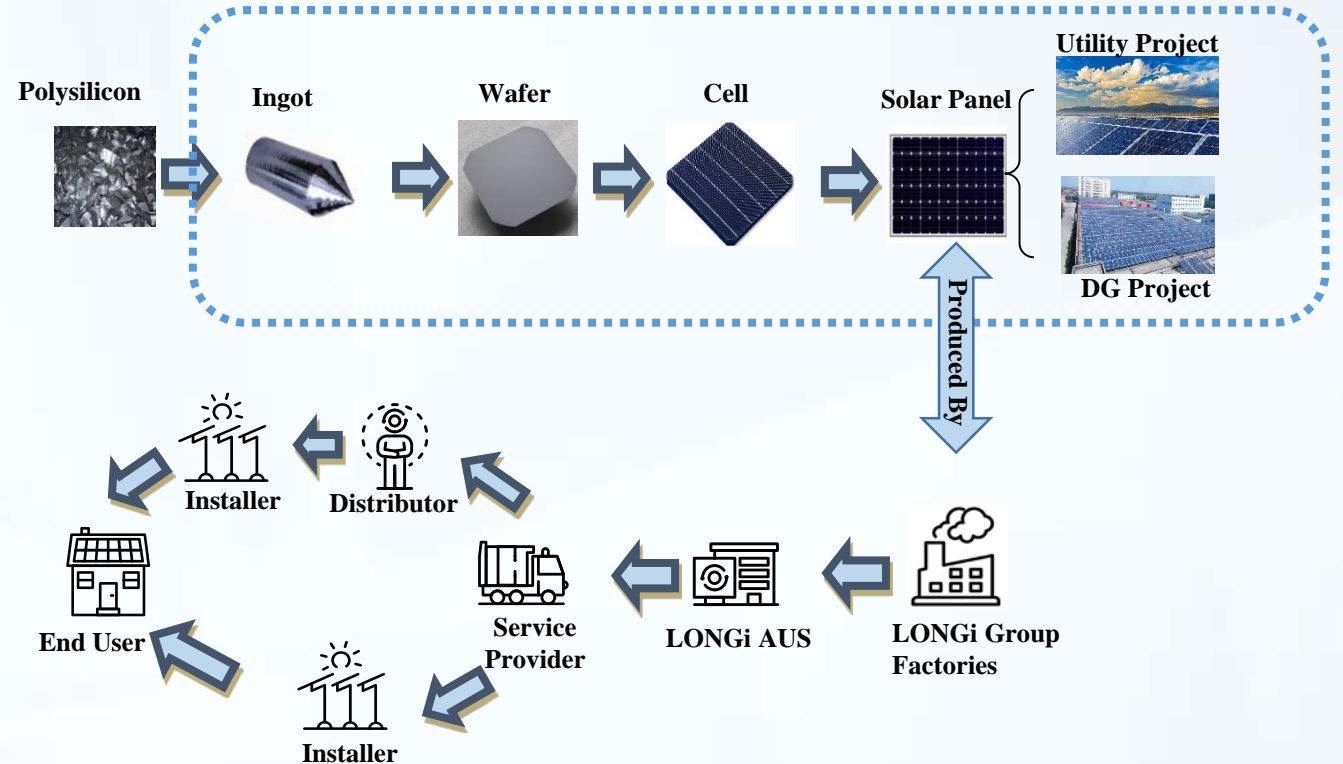 Utility Project
Polysilicon
Ingot
Wafer
Cell
Solar Panel
DG Project
Produced By
Installer
Distributor
End User
Service
Provider
LONGi AUS
LONGi Group
Factories
Installer